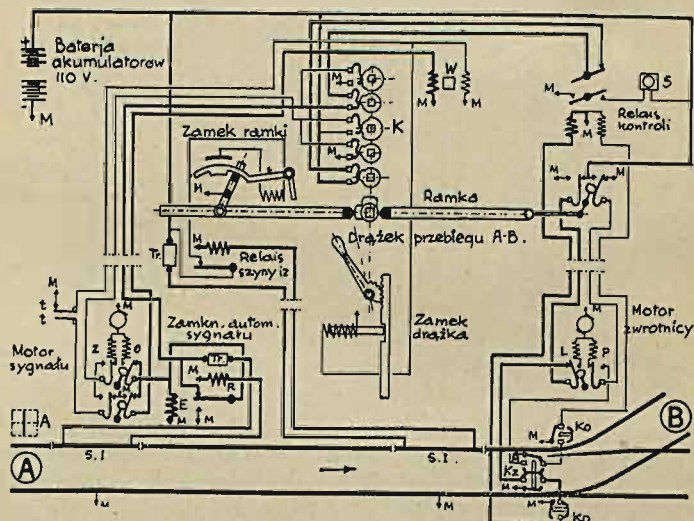 +
Baterja
akumulatorów
110 V.
M
Zamek ramki
M
K
M
M
M
W
M
M
M
S
Relais
kontroli
M
Ramka
Drążek przebiegu A-B.
Tr.
M
Relais
szyny iz
Zamkn. autom.
sygnału
Zamek
drążka
Motor
zwrotnicy
M
t
t
M
Motor
sygnału
Z
O
Tr.
M
R
E
M
M
L
P
M
A
A
S.I
S.I.
B
Ko
M
Kz
M
M
Ko
M
M